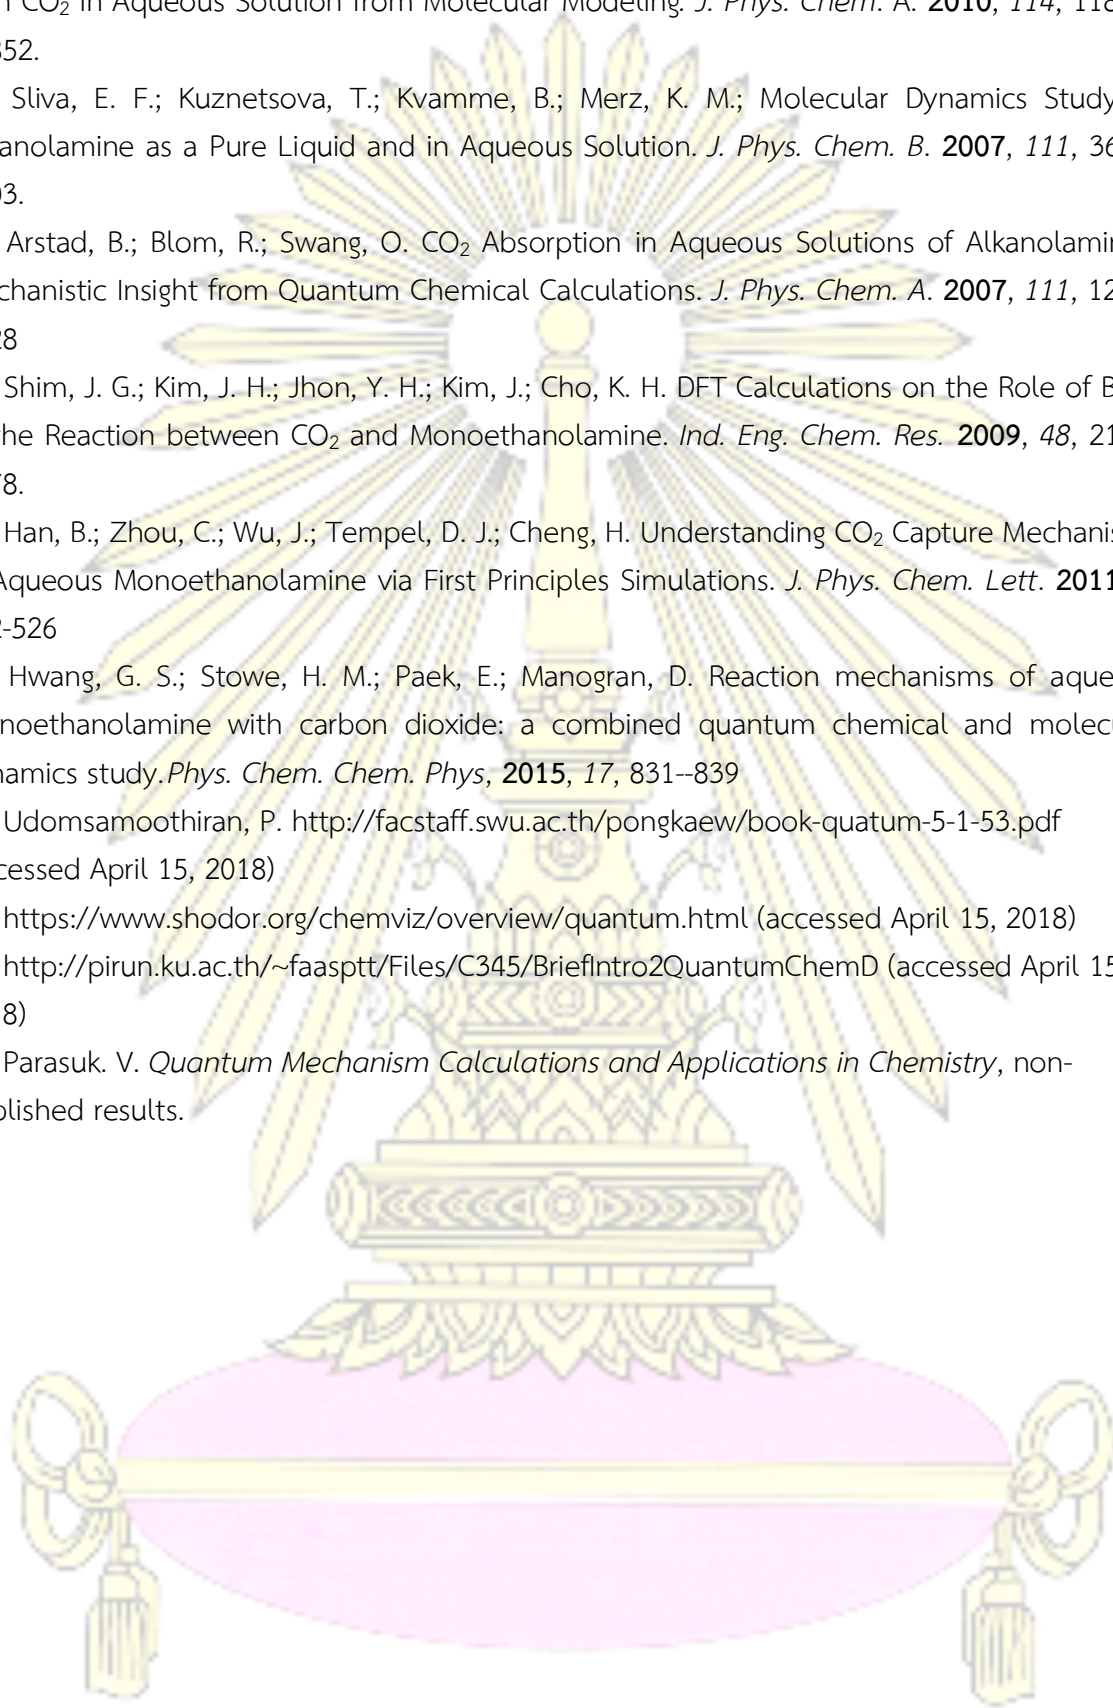 CO2 in Aqueous Solution from Molecular Modeling. J. Phys. Chem. A. 2010, 114, 118
352.
Sliva, E. F.; Kuznetsova, T.; Kvamme, B.; Merz, K. M.; Molecular Dynamics Study
anolamine as a Pure Liquid and in Aqueous Solution. J. Phys. Chem. B. 2007, 111, 36
03.
Arstad, B.; Blom, R.; Swang, O. CO2 Absorption in Aqueous Solutions of Alkanolami
chanistic Insight from Quantum Chemical Calculations. J. Phys. Chem. A. 2007, 111, 12
28
Shim, J. G.; Kim, J. H.; Jhon, Y. H.; Kim, J.; Cho, K. H. DFT Calculations on the Role of B
he Reaction between CO2 and Monoethanolamine. Ind. Eng. Chem. Res. 2009, 48, 21
78.
Han, B.; Zhou, C.; Wu, J.; Tempel, D. J.; Cheng, H. Understanding CO2 Capture Mechanis
Aqueous Monoethanolamine via First Principles Simulations. J. Phys. Chem. Lett. 2011
2-526
Hwang, G. S.; Stowe, H. M.; Paek, E.; Manogran, D. Reaction mechanisms of aque
noethanolamine with carbon dioxide: a combined quantum chemical and molecu
namics study.Phys. Chem. Chem. Phys, 2015, 17, 831--839
Udomsamoothiran, P. http://facstaff.swu.ac.th/pongkaew/book-quatum-5-1-53.pdf
cessed April 15, 2018)
https://www.shodor.org/chemviz/overview/quantum.html (accessed April 15, 2018)
http://pirun.ku.ac.th/~faasptt/Files/C345/BriefIntro2QuantumChemD (accessed April 15
8)
Parasuk. V. Quantum Mechanism Calculations and Applications in Chemistry, non-
blished results.